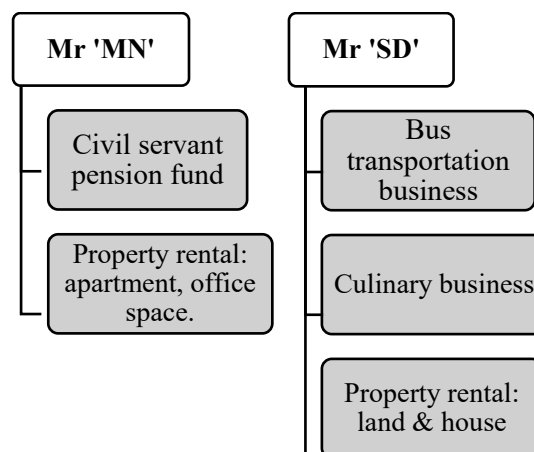 Mr 'MN'
Civil servant
pension fund
Property rental:
apartment, office
space.
Mr 'SD'
Bus
transportation
business
Culinary business
Property rental:
land & house